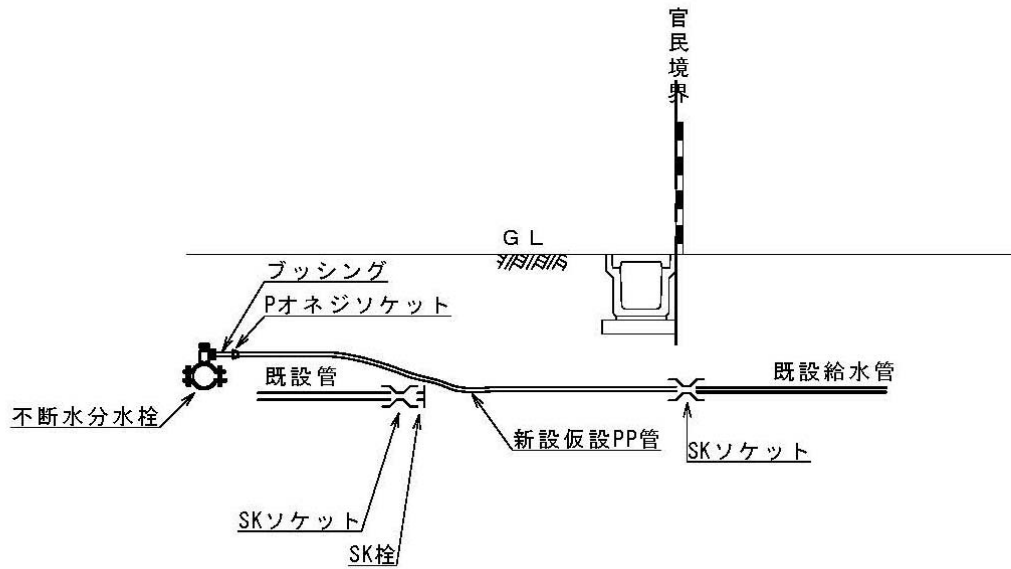 官民境界
GL
ブッシング
Pオネジソケット
既設管
既設給水管
不断水分水栓
新設仮設PP管
SKソケット
SKソケット
SK栓